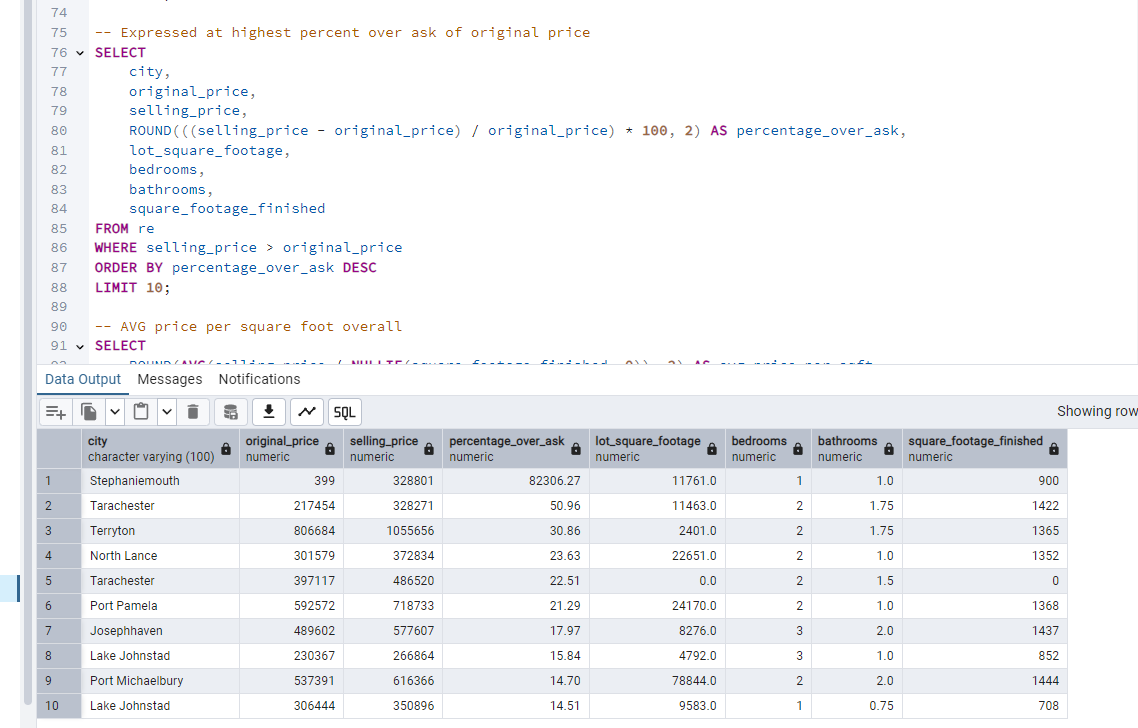 74
75 -- Expressed at highest percent over ask of original price
76 SELECT
77 city,
78 original_price,
79 selling_price,
80 ROUND(((selling_price - original_price) / original_price) * 100, 2) AS percentage_over_ask,
81 lot_square_footage,
82 bedrooms,
83 bathrooms,
84 square_footage_finished
85 FROM re
86 WHERE selling_price > original_price
87 ORDER BY percentage_over_ask DESC
88 LIMIT 10;
89
90 -- AVG price per square foot overall
91 SELECT
Data Output Messages Notifications
SQL Showing row
city original_price selling_price percentage_over_ask lot_square_footage bedrooms bathrooms square_footage_finished
character varying (100) numeric numeric numeric numeric numeric numeric numeric
1 Stephaniemouth 399 328801 82306.27 11761.0 1 1.0 900
2 Tarachester 217454 328271 50.96 11463.0 2 1.75 1422
3 Terryton 806684 1055656 30.86 2401.0 2 1.75 1365
4 North Lance 301579 372834 23.63 22651.0 2 1.0 1352
5 Tarachester 397117 486520 22.51 0.0 2 1.5 0
6 Port Pamela 592572 718733 21.29 24170.0 2 1.0 1368
7 Josephhaven 489602 577607 17.97 8276.0 3 2.0 1437
8 Lake Johnstad 230367 266864 15.84 4792.0 3 1.0 852
9 Port Michaelbury 537391 616366 14.70 78844.0 2 2.0 1444
10 Lake Johnstad 306444 350896 14.51 9583.0 1 0.75 708